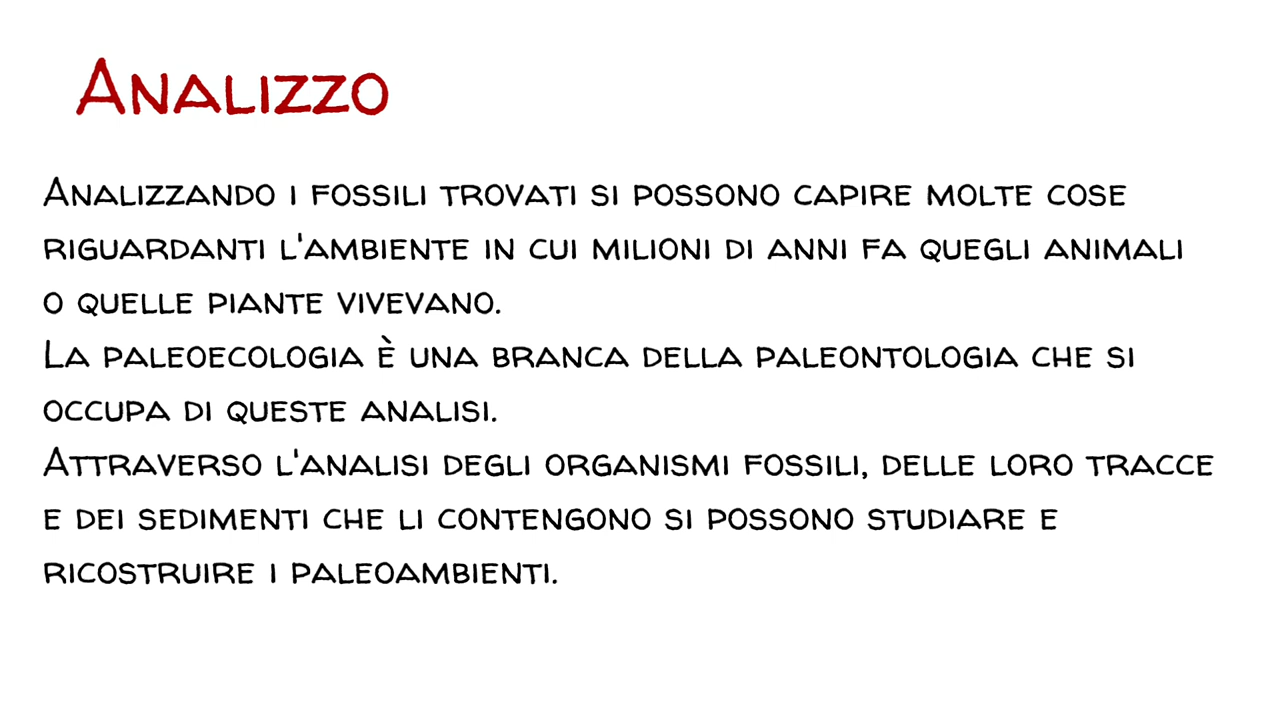 Analizzo
Analizzando i fossili trovati si possono capire molte cose
riguardanti l'ambiente in cui milioni di anni fa quegli animali
o quelle piante vivevano.
La paleoecologia è una branca della paleontologia che si
occupa di queste analisi.
Attraverso l'analisi degli organismi fossili, delle loro tracce
e dei sedimenti che li contengono si possono studiare e
ricostruire i paleoambienti.